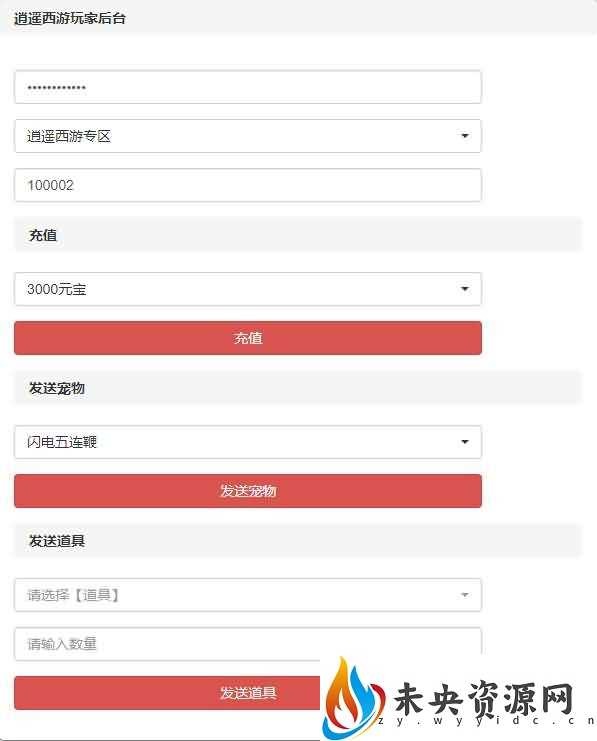 逍遥西游玩家后台
••••••••••••
逍遥西游专区
100002
充值
3000元宝
充值
发送宠物
闪电五连鞭
发送宠物
发送道具
请选择【道具】
请输入数量
发送道具
未央资源网
zy.wyyidc.cn